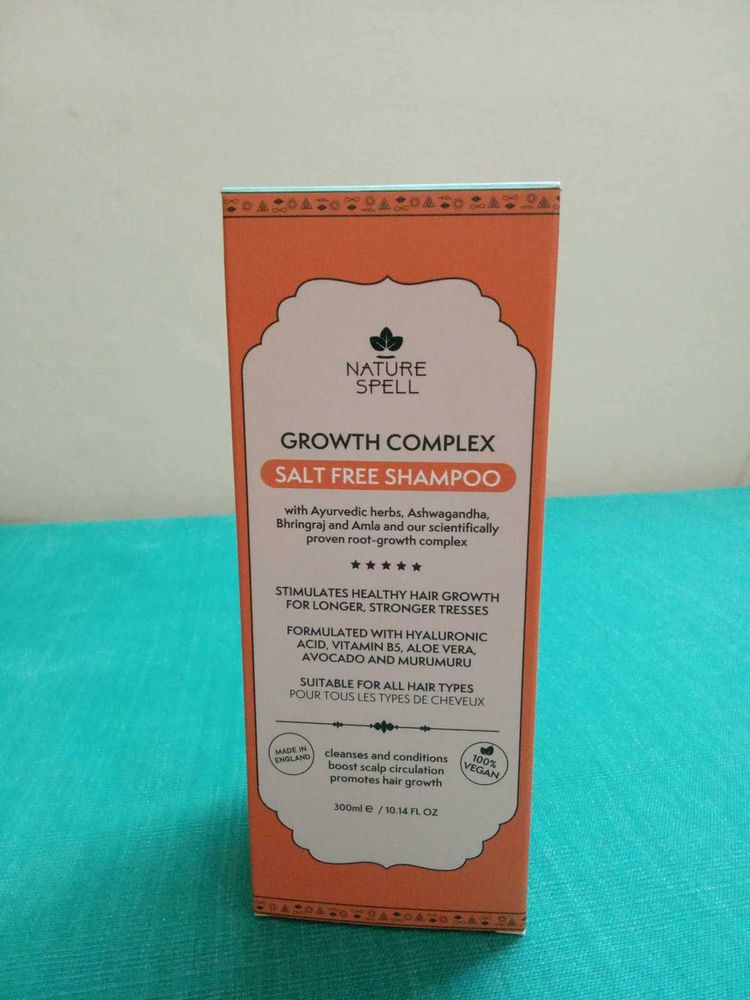 NATURE
SPELL
GROWTH COMPLEX
SALT FREE SHAMPOO
with Ayurvedic herbs, Ashwagandha,
Bhringraj and Amla and our scientifically
proven root-growth complex
STIMULATES HEALTHY HAIR GROWTH
FOR LONGER, STRONGER TRESSES
FORMULATED WITH HYALURONIC
ACID, VITAMIN B5, ALOE VERA,
AVOCADO AND MURUMURU
SUITABLE FOR ALL HAIR TYPES
POUR TOUS LES TYPES DE CHEVEUX
MADE IN
ENGLAND
cleanses and conditions
boost scalp circulation
promotes hair growth
100%
VEGAN
300ml ℮ / 10.14 FL OZ